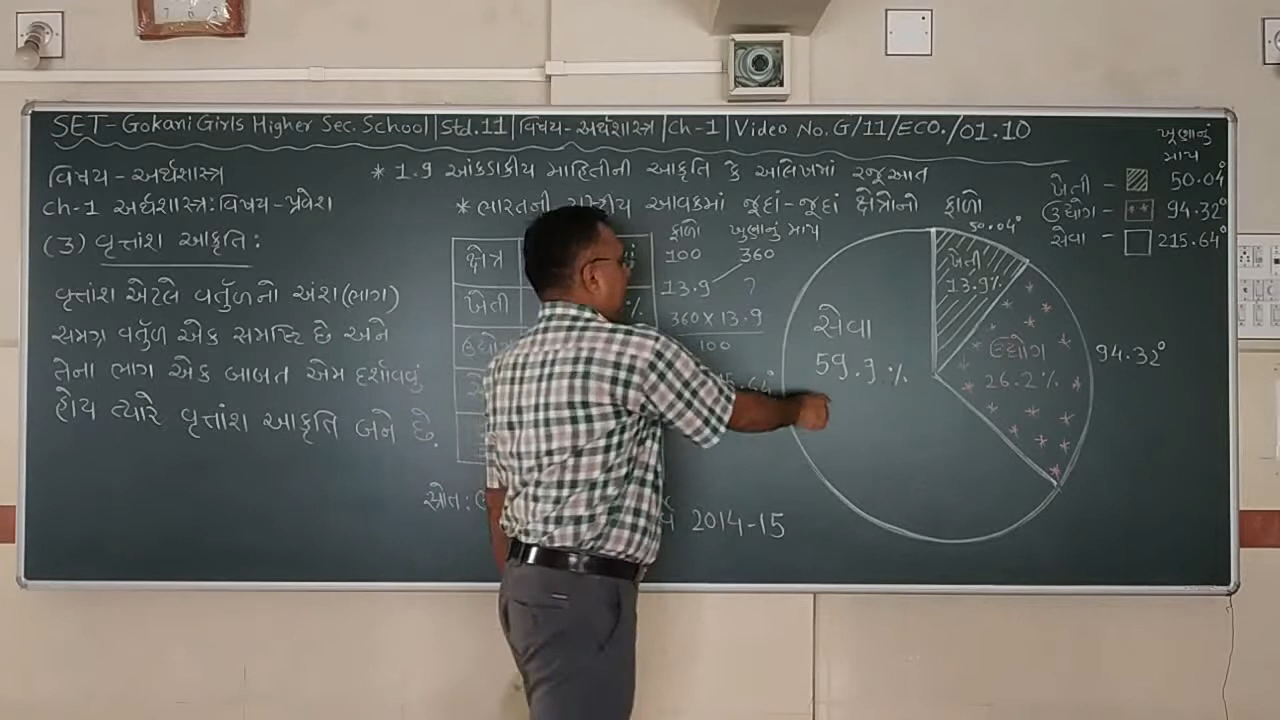 SET-Gokani Girls Higher Sec. School|Std.11|વિષય-અર્થશાસ્ત્ર|Ch-1|Video No. G/11/ECO./01.10
વિષય-અર્થશાસ્ત્ર
Ch-1 અર્થશાસ્ત્ર:વિષય-પ્રવેશ
(3) વૃત્તાંશ આકૃતિ:
વૃત્તાંશ એટલે વર્તુળનો અંશ(ભાગ)
સમગ્ર વર્તુળ એક સમષ્ટિ છે અને
તેના ભાગ એક બાબત એમ દર્શાવવું
હોય ત્યારે વૃત્તાંશ આકૃતિ બને છે.
* 1.9 આંકડાકીય માહિતીની આકૃતિ કે આલેખમાં રજૂઆત
* ભારતની આવકમાં જૂદાં-જૂદાં ક્ષેત્રોનો ફાળો
ક્ષેત્ર
ખેતી %
ફાળો ખુણાનું માપ
100 360
13.9 ?
360 x 13.9
100
સ્રોત:
2014-15
50.04°
ખેતી
13.9%
ઉદ્યોગ
26.2%
94.32°
સેવા
59.9%
ખૂણાનું
માપ
ખેતી - 50.04°
ઉદ્યોગ - 94.32°
સેવા - 215.64°